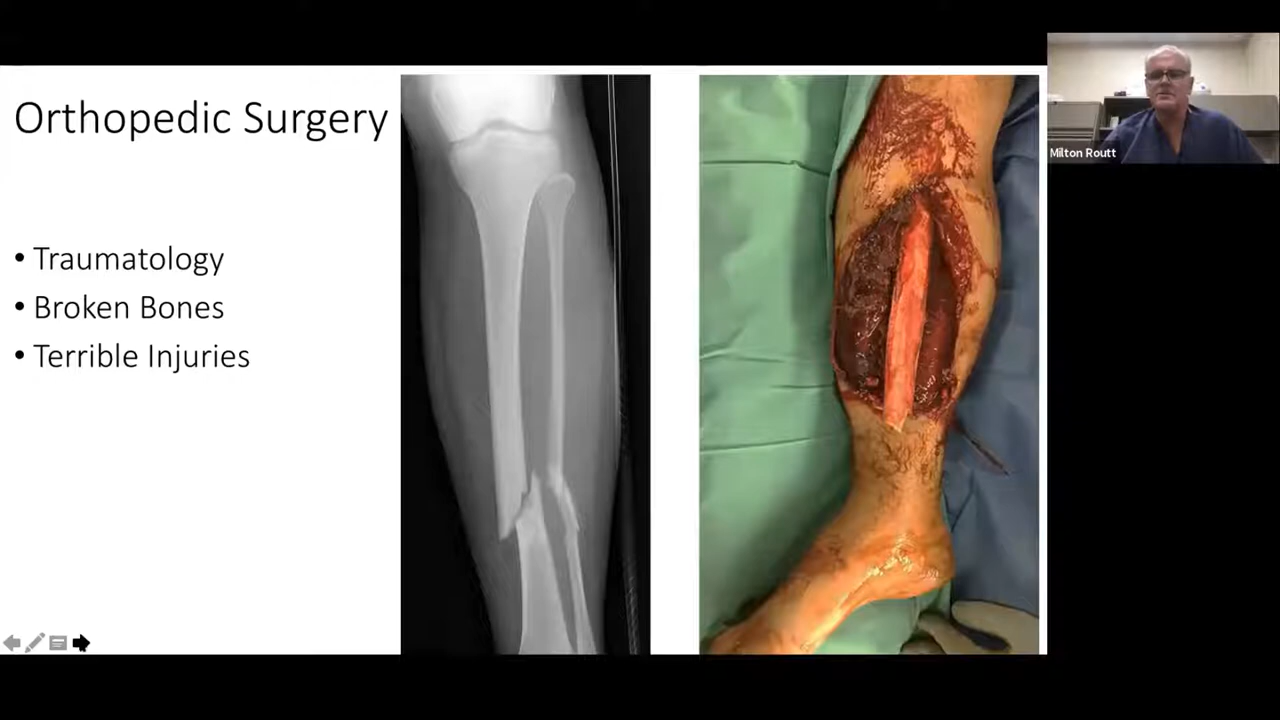 Orthopedic Surgery
• Traumatology
• Broken Bones
• Terrible Injuries
Milton Routt